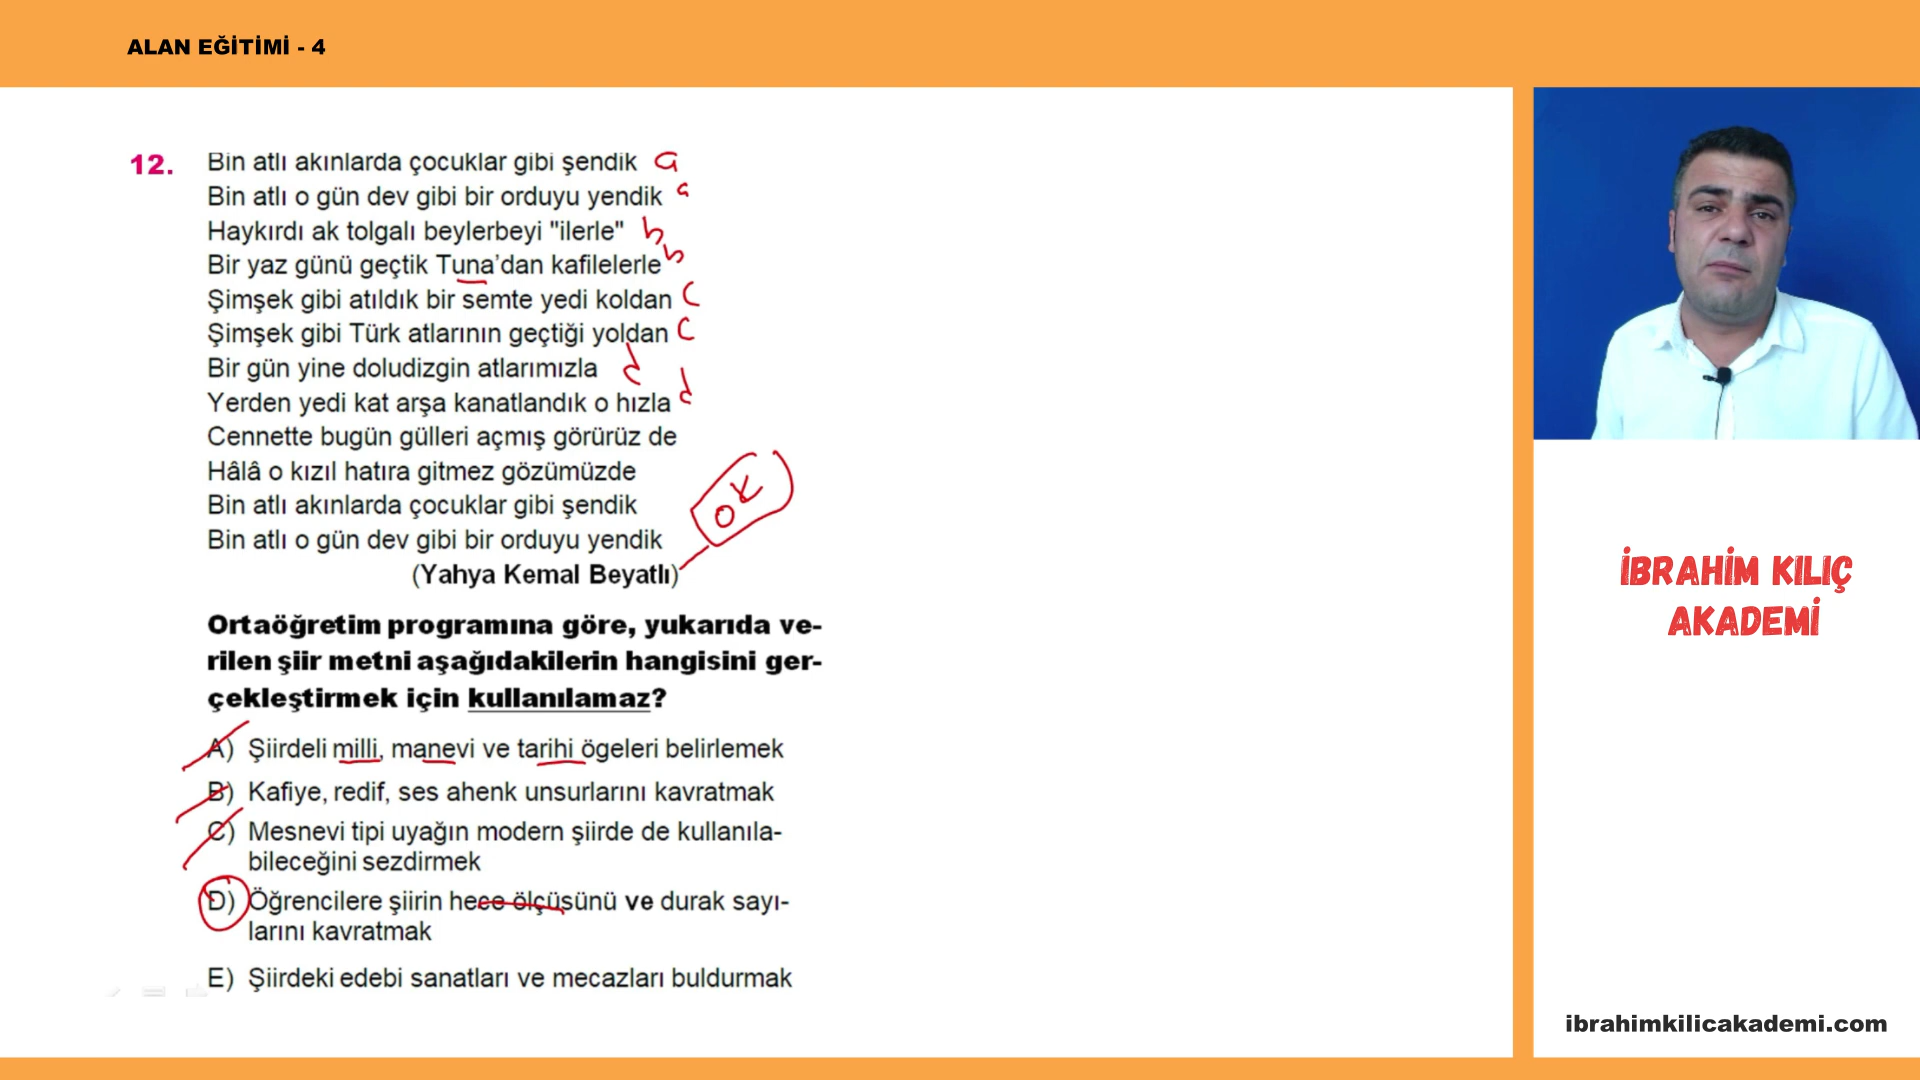 ALAN EĞİTİMİ - 4
12. Bin atlı akınlarda çocuklar gibi şendik a
Bin atlı o gün dev gibi bir orduyu yendik a
Haykırdı ak tolgalı beylerbeyi "ilerle" b
Bir yaz günü geçtik Tuna'dan kafilelerle b
Şimşek gibi atıldık bir semte yedi koldan c
Şimşek gibi Türk atlarının geçtiği yoldan c
Bir gün yine doludizgin atlarımızla d
Yerden yedi kat arşa kanatlandık o hızla d
Cennette bugün gülleri açmış görürüz de
Hâlâ o kızıl hatıra gitmez gözümüzde
Bin atlı akınlarda çocuklar gibi şendik
Bin atlı o gün dev gibi bir orduyu yendik
OK
(Yahya Kemal Beyatlı)
Ortaöğretim programına göre, yukarıda ve-
rilen şiir metni aşağıdakilerin hangisini ger-
çekleştirmek için kullanılamaz?
A) Şiirdeli milli, manevi ve tarihi ögeleri belirlemek
B) Kafiye, redif, ses ahenk unsurlarını kavratmak
C) Mesnevi tipi uyağın modern şiirde de kullanıla-
bileceğini sezdirmek
D) Öğrencilere şiirin hece ölçüsünü ve durak sayı-
larını kavratmak
E) Şiirdeki edebi sanatları ve mecazları buldurmak
İBRAHİM KILIÇ
AKADEMİ
ibrahimkilicakademi.com